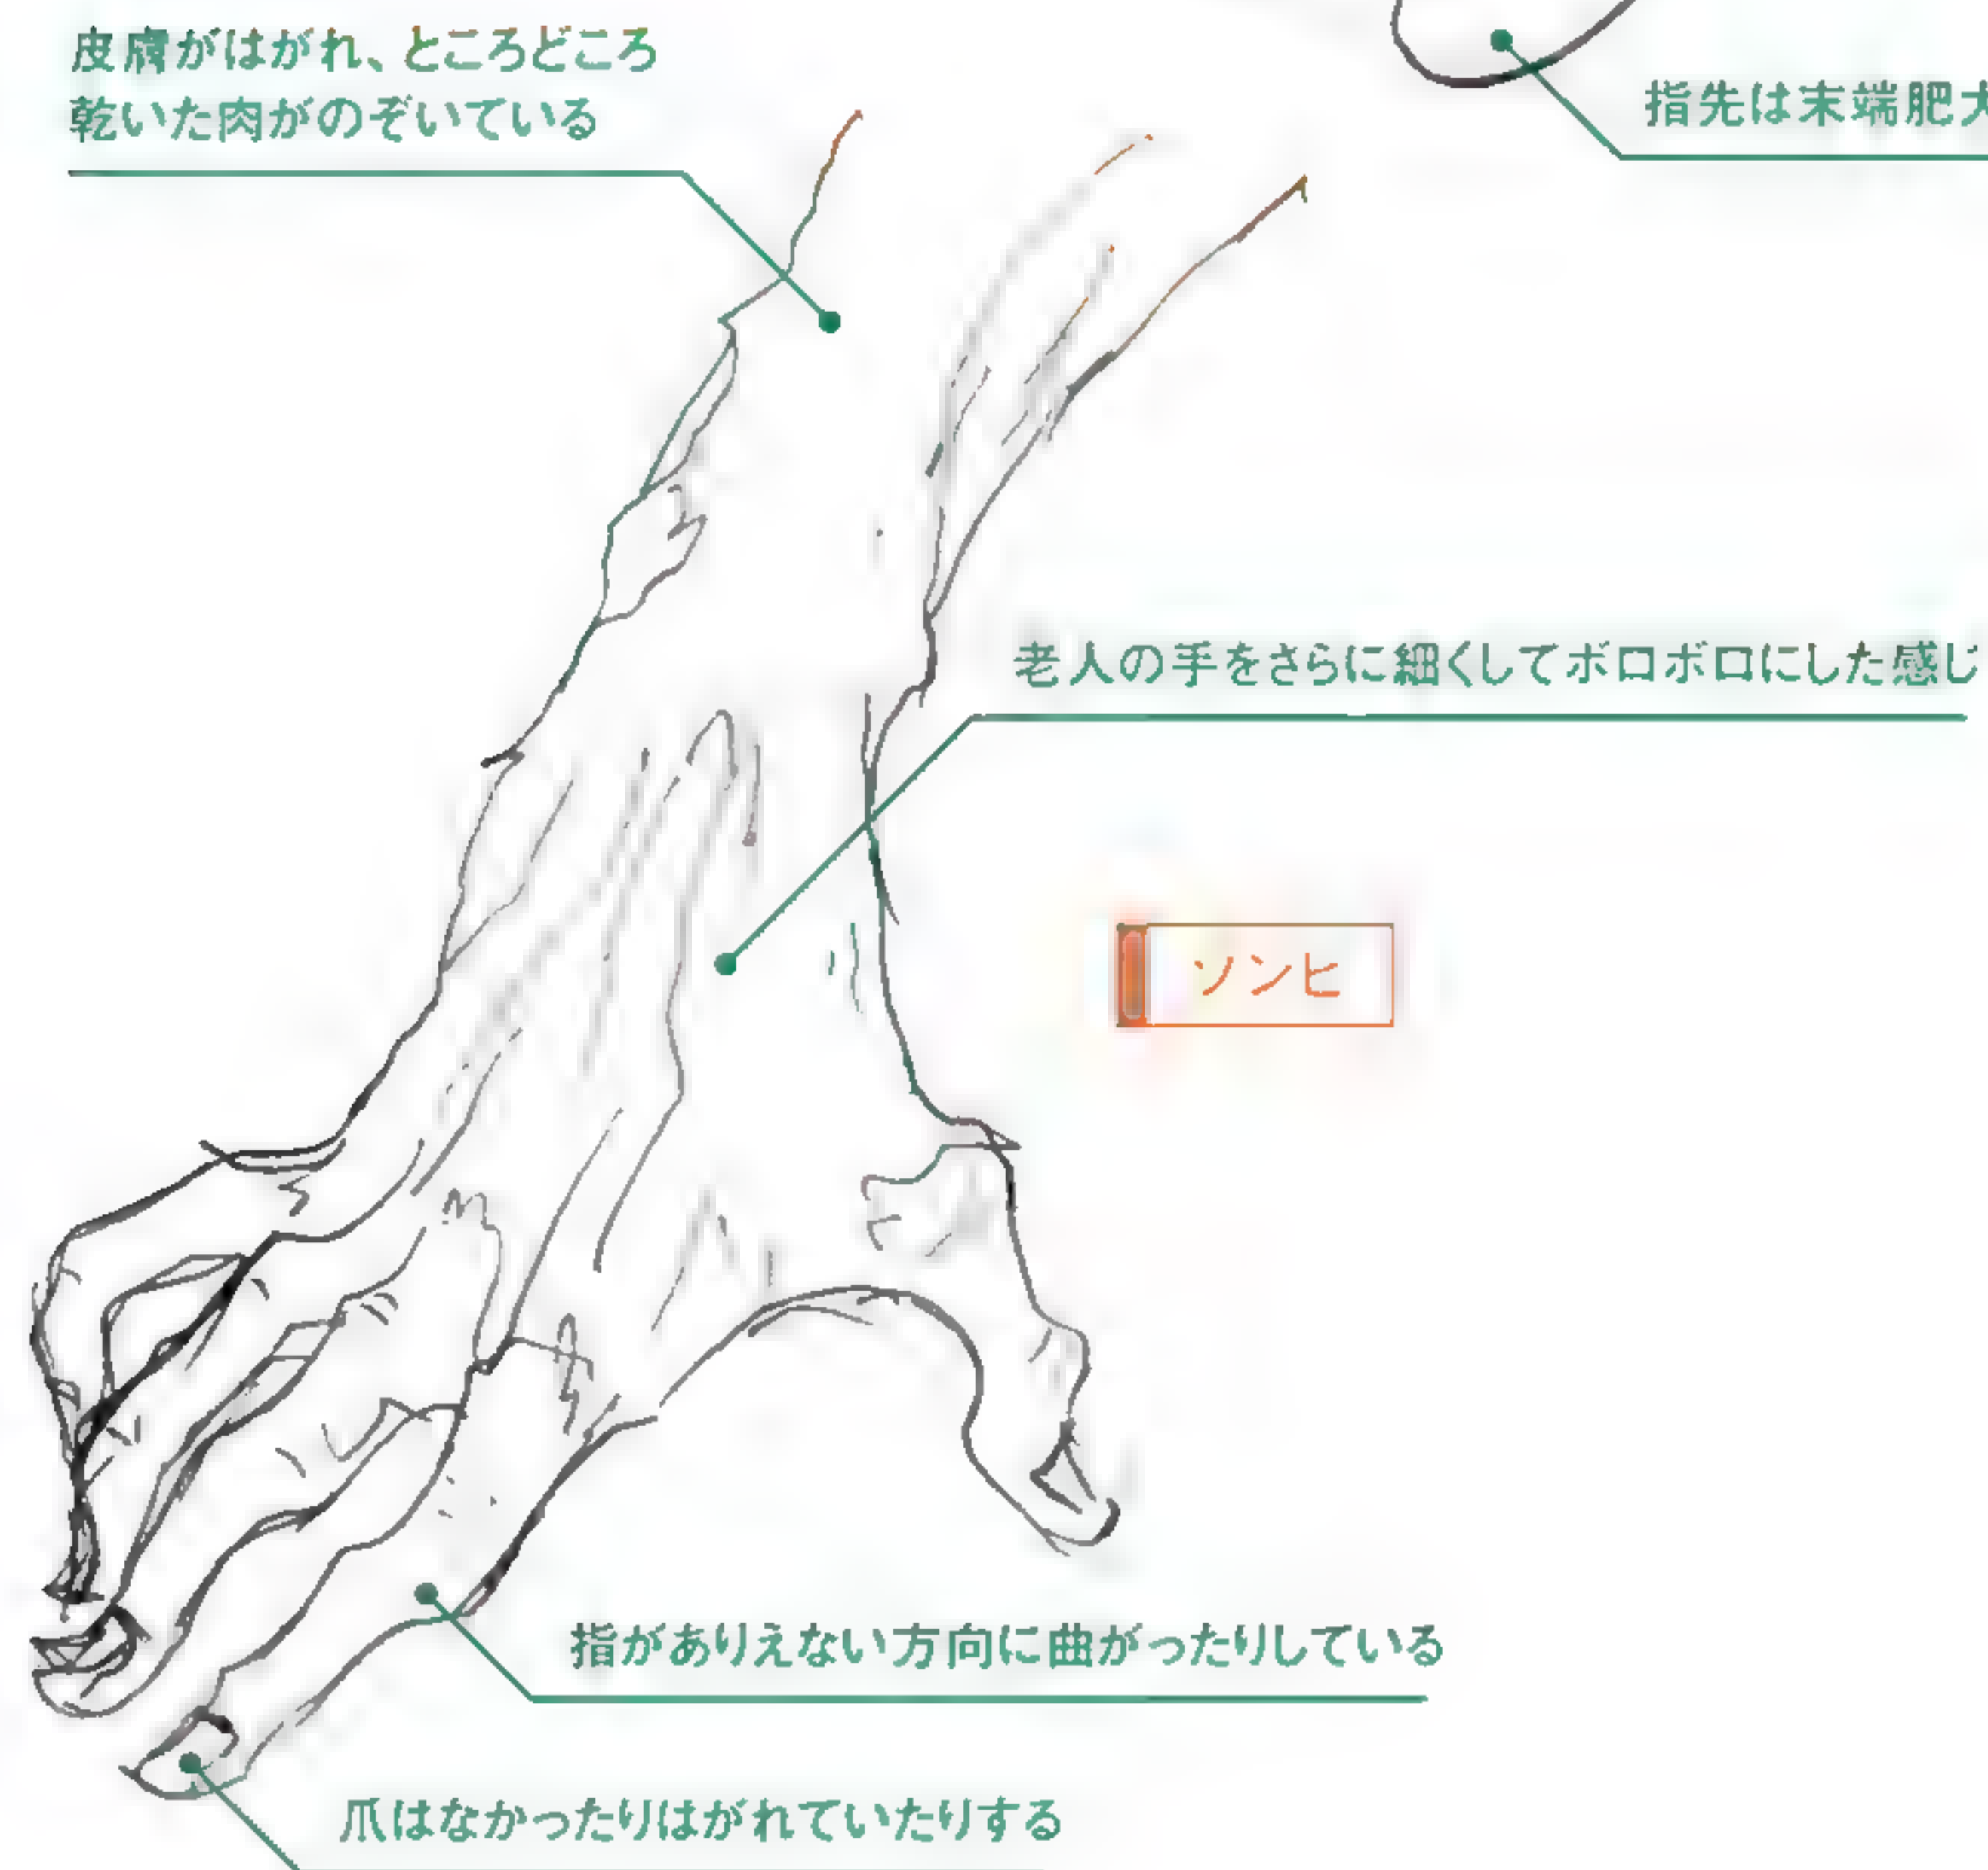 皮膚がはがれ、ところどころ
乾いた肉がのぞいている
指先は末端肥大
老人の手をさらに細くしてボロボロにした感じ
ソンヒ
指がありえない方向に曲がったりしている
爪はなかったりはがれていたりする